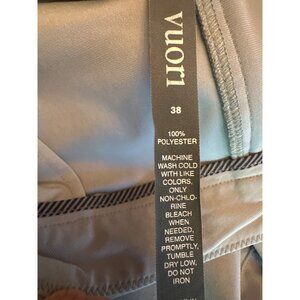 vuori
38
100%
POLYESTER
MACHINE
WASH COLD
WITH LIKE
COLORS,
ONLY
NON-CHLO-
RINE
BLEACH
WHEN
NEEDED,
REMOVE
PROMPTLY,
TUMBLE
DRY LOW,
DO NOT
IRON